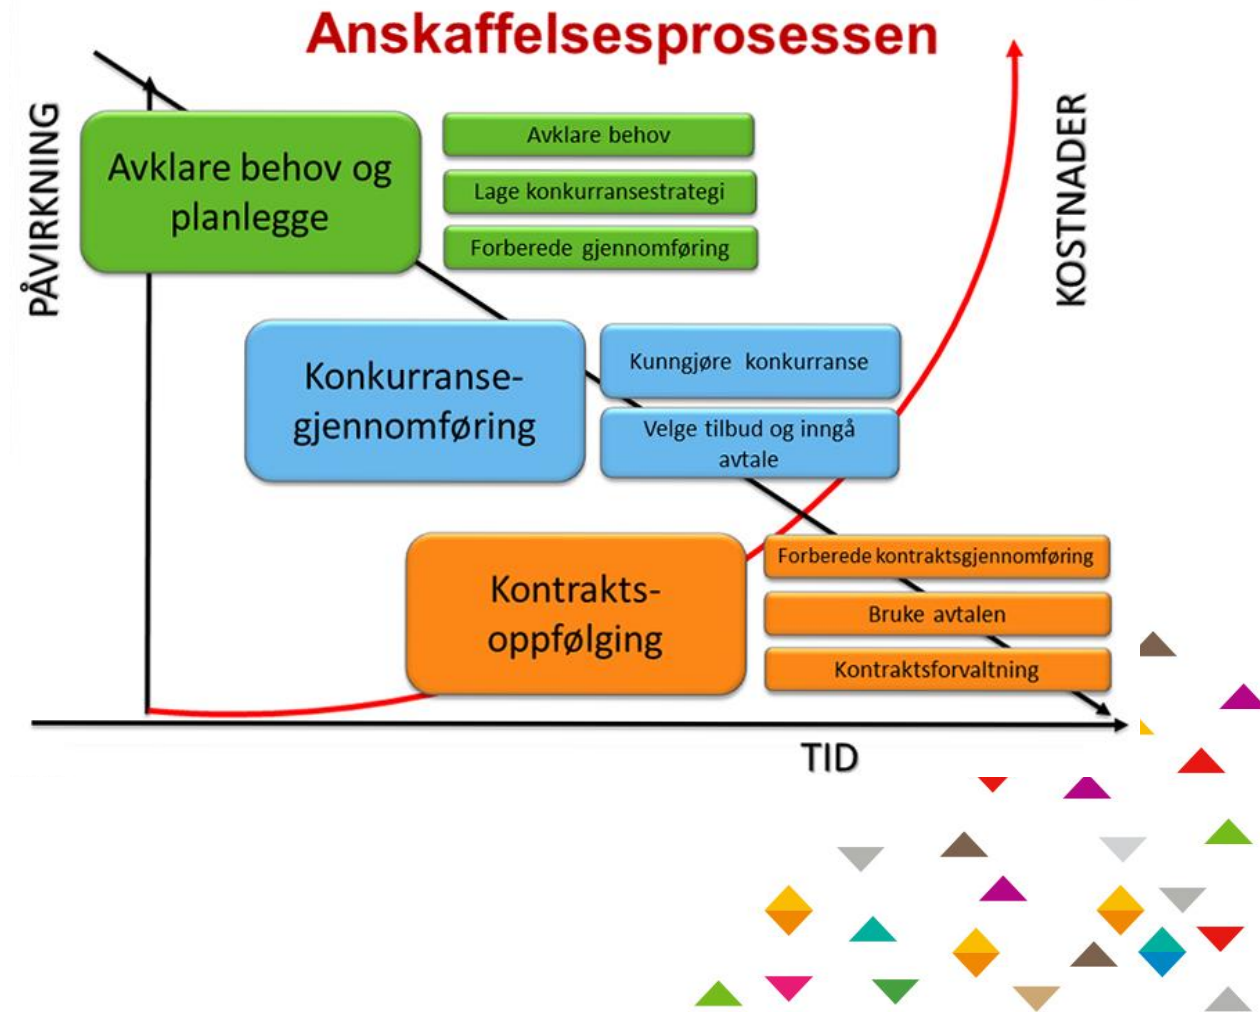 Anskaffelsesprosessen
PÅVIRKNING
KOSTNADER
Avklare behov og
planlegge
Avklare behov
Lage konkurransestrategi
Forberede gjennomføring
Konkurranse-
gjennomføring
Kunngjøre konkurranse
Velge tilbud og inngå
avtale
Kontrakts-
oppfølging
Forberede kontraktsgjennomføring
Bruke avtalen
Kontraktsforvaltning
TID